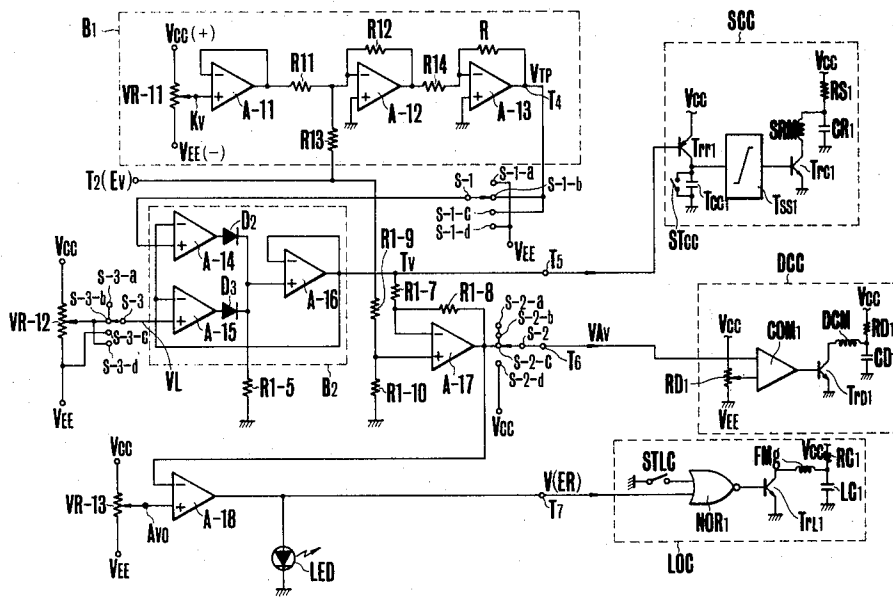 B1
VCC(+)
VR-11
KV
VEE(-)
A-11
R11
R12
A-12
R14
R
A-13
VTP
T4
R13
T2(EV)
S-1
S-1-a
S-1-b
S-1-c
S-1-d
VEE
SCC
VCC
VCC
RS1
SRM
CR1
Trr1
TrC1
TCC1
STCC
TSS1
VCC
VR-12
S-3-a
S-3-b
S-3
S-3-c
S-3-d
VL
VEE
A-14
D2
A-15
D3
A-16
R1-5
B2
R1-9
R1-10
TV
R1-7
R1-8
A-17
T5
S-2-a
S-2-b
S-2
S-2-c
S-2-d
T6
VCC
VAV
DCC
VCC
RD1
VEE
COM1
DCM
VCC
RD1
CD1
TrD1
VCC
VR-13
AVO
VEE
A-18
LED
V(ER)
T7
STLC
NOR1
FMg
VCC
RC1
LC1
TrL1
LOC